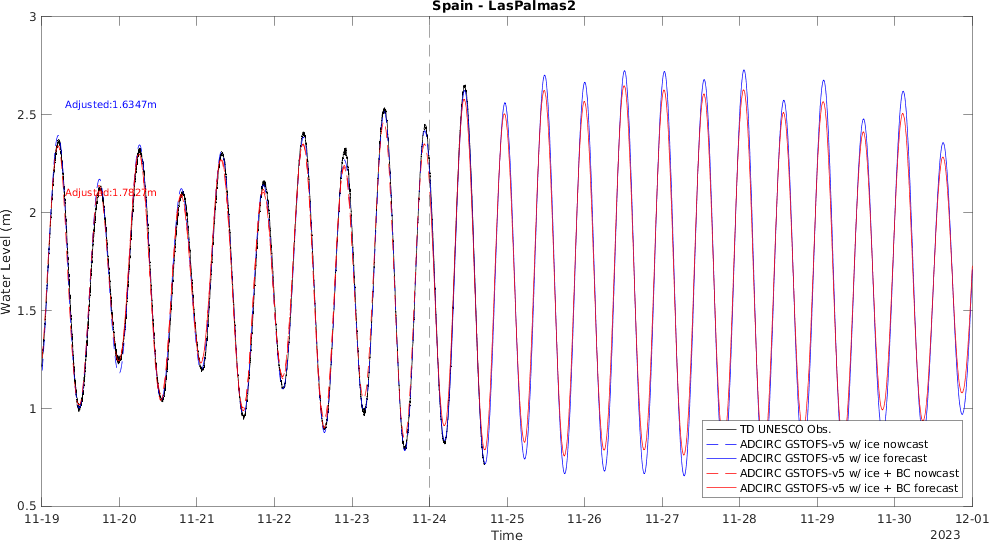 Spain - LasPalmas2
Water Level (m)
3
2.5
2
1.5
1
0.5
Adjusted:1.6347m
Adjusted:1.7827m
TD UNESCO Obs.
ADCIRC GSTOFS-v5 w/ ice nowcast
ADCIRC GSTOFS-v5 w/ ice forecast
ADCIRC GSTOFS-v5 w/ ice + BC nowcast
ADCIRC GSTOFS-v5 w/ ice + BC forecast
11-19 11-20 11-21 11-22 11-23 11-24 11-25 11-26 11-27 11-28 11-29 11-30 12-01
Time
2023